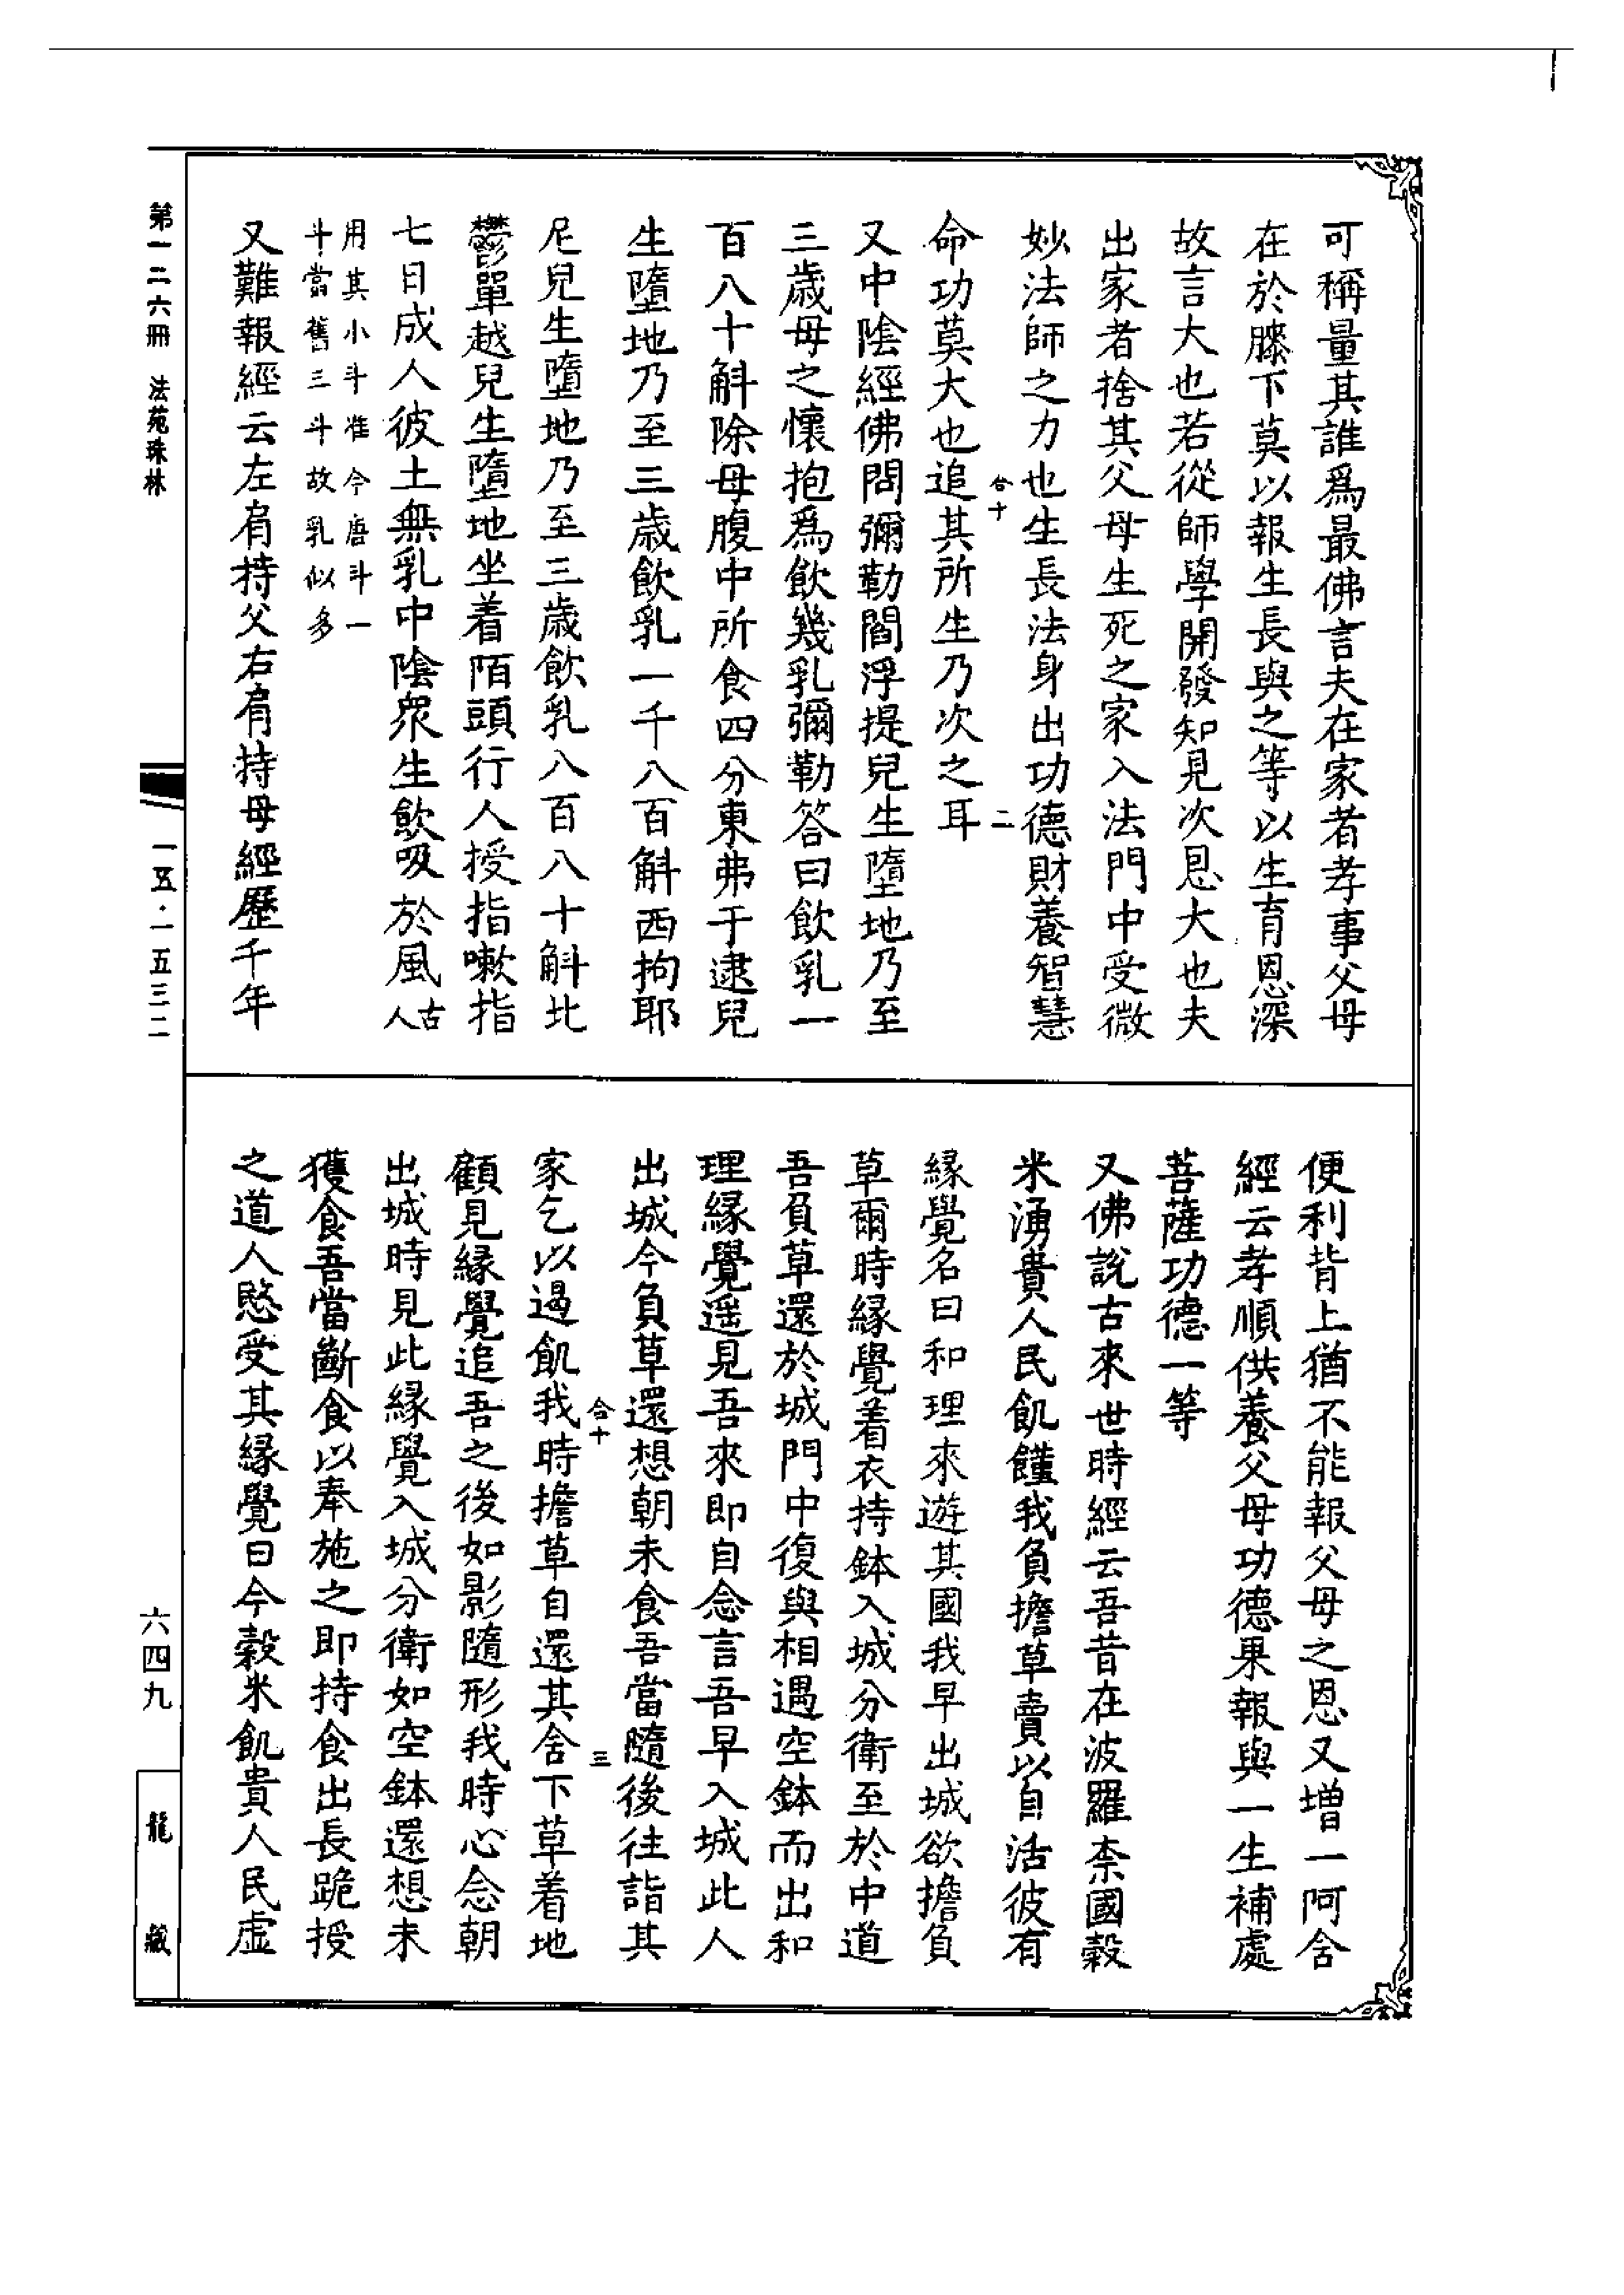 可稱量其誰爲最佛言夫在家者孝事父母
在於膝下莫以報生長與之等以生育恩深
故言大也若從師學開發知見次恩大也夫
出家者捨其父母生死之家入法門中受微
妙法師之力也生長法身出功德財養智慧
合十 二
命功莫大也追其所生乃次之耳
又中陰經佛問彌勒閻浮提兒生墮地乃至
三歲母之懷抱爲飲幾乳彌勒答曰飲乳一
百八十斛除母腹中所食四分東弗于逮兒
生墮地乃至三歲飲乳一千八百斛西拘耶
尼兒生墮地乃至三歲飲乳八百八十斛北
鬱單越兒生墮地坐着陌頭行人授指嗽指
七日成人彼土無乳中陰衆生飲吸於風古人
用其小斗准今唐斗一
斗當舊三斗故乳似多
又難報經云左肩持父右肩持母經歷千年
便利背上猶不能報父母之恩又增一阿舍
經云孝順供養父母功德果報與一生補處
菩薩功德一等
又佛說古來世時經云吾昔在波羅柰國穀
米湧貴人民飢饉我負擔草賣以自活彼有
緣覺名曰和理來遊其國我早出城欲擔負
草爾時緣覺着衣持鉢入城分衛至於中道
吾負草還於城門中復與相遇空鉢而出和
理緣覺遥見吾來即自念言吾早入城此人
出城今負草還想朝未食吾當隨後往詣其
合十 三
家乞以遏飢我時擔草自還其舍下草着地
顧見緣覺追吾之後如影隨形我時心念朝
出城時見此緣覺入城分衛如空鉢還想未
獲食吾當斷食以奉施之即持食出長跪授
之道人愍受其緣覺曰今穀米飢貴人民虛
第一二六冊 法苑珠林
一五·一五三二
六四九
龍藏